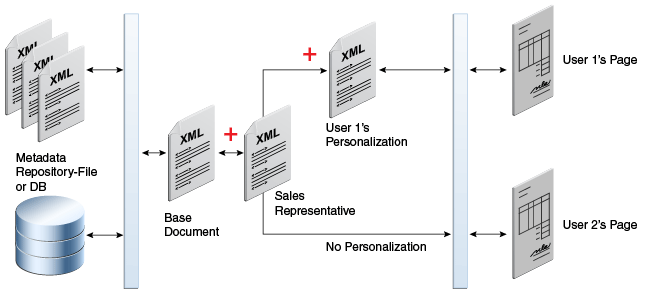 XML
XML
XML
Metadata
Repository-File
or DB
XML
Base
Document
+
XML
Sales
Representative
+
XML
User 1's
Personalization
No Personalization
User 1's Page
User 2's Page